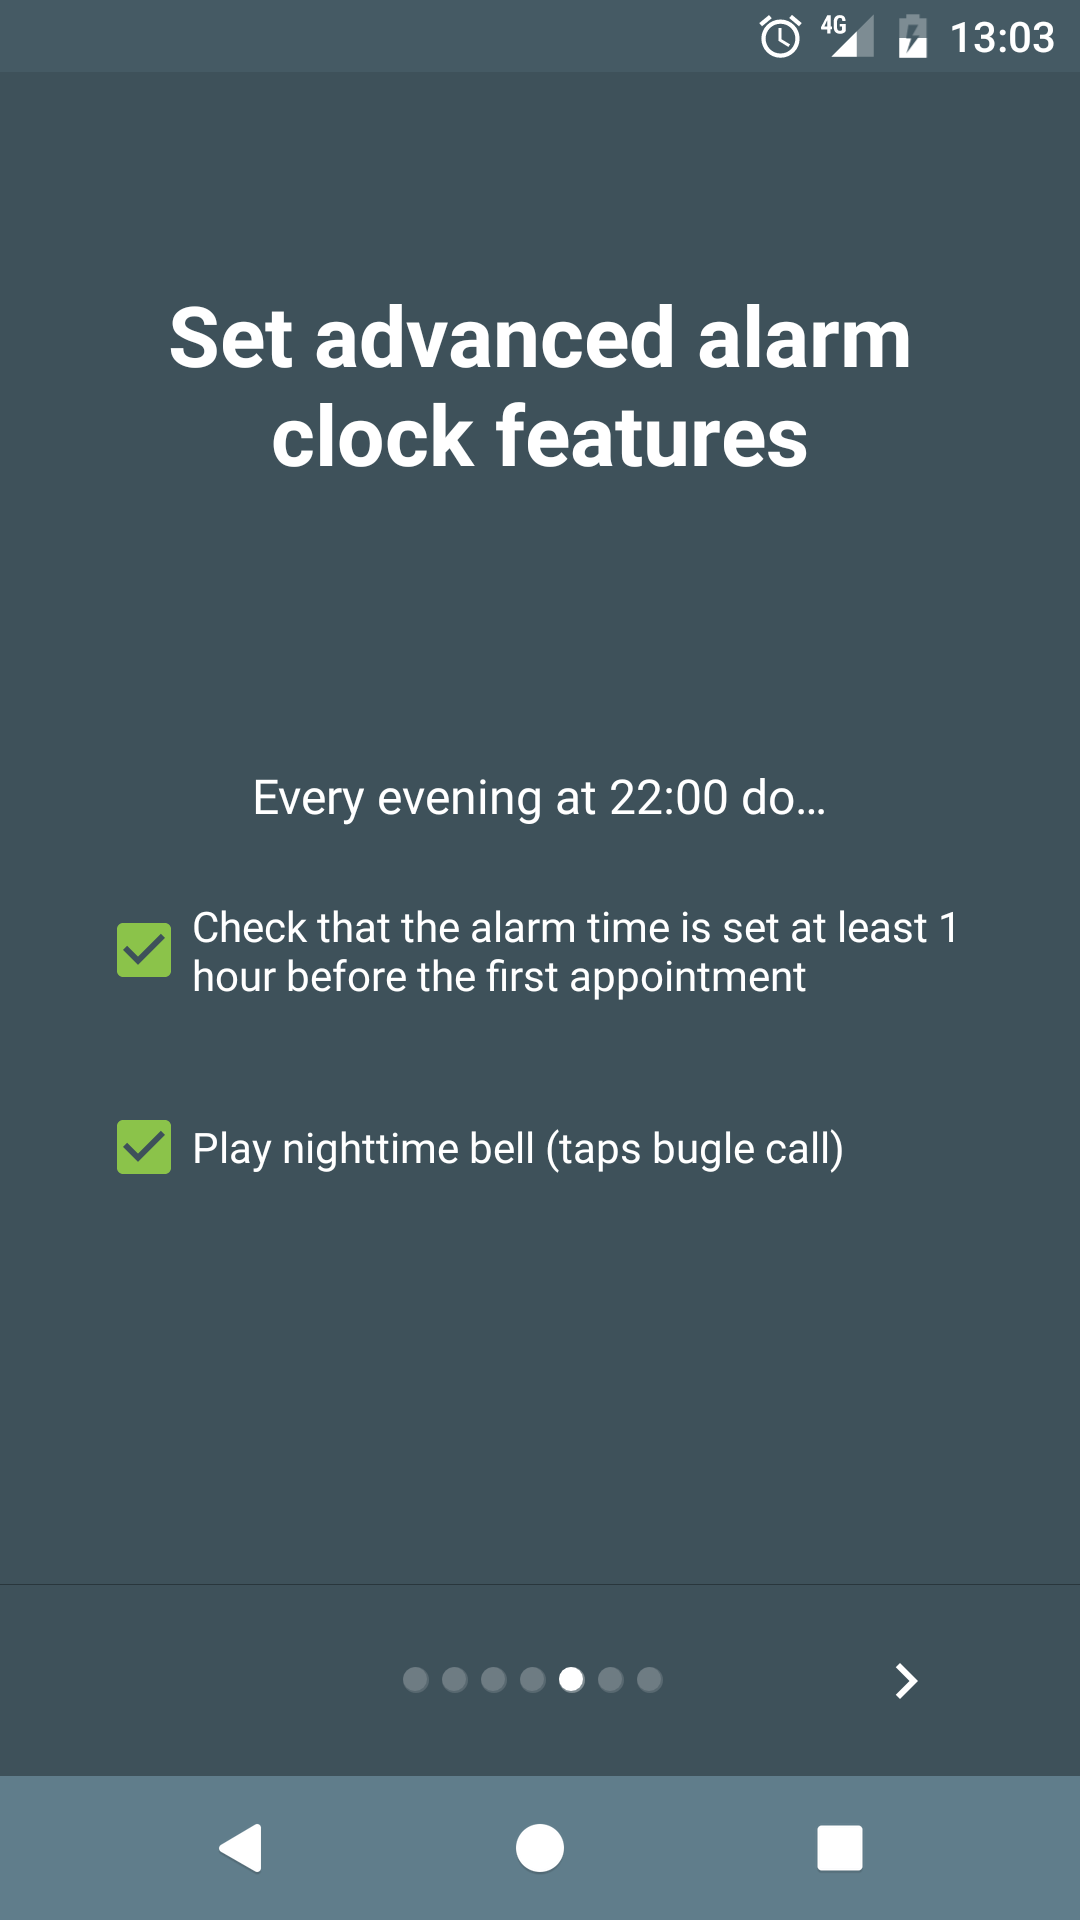 4G 13:03
Set advanced alarm
clock features
Every evening at 22:00 do…
Check that the alarm time is set at least 1
hour before the first appointment
Play nighttime bell (taps bugle call)